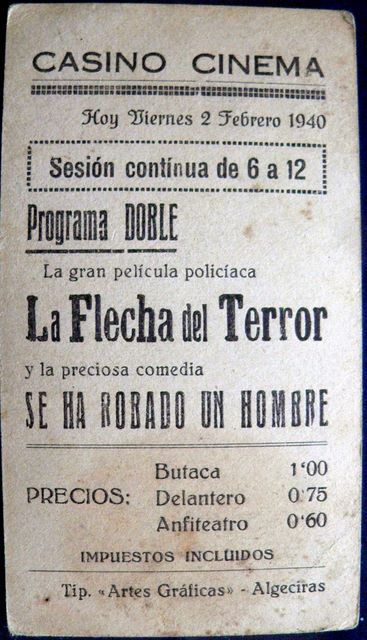 CASINO CINEMA
Hoy Viernes 2 Febrero 1940
Sesión contínua de 6 a 12
Programa DOBLE
La gran película policíaca
La Flecha del Terror
y la preciosa comedia
SE HA ROBADO UN HOMBRE
Butaca 1'00
PRECIOS: Delantero 0'75
Anfiteatro 0'60
IMPUESTOS INCLUIDOS
Tip. «Artes Gráficas» - Algeciras